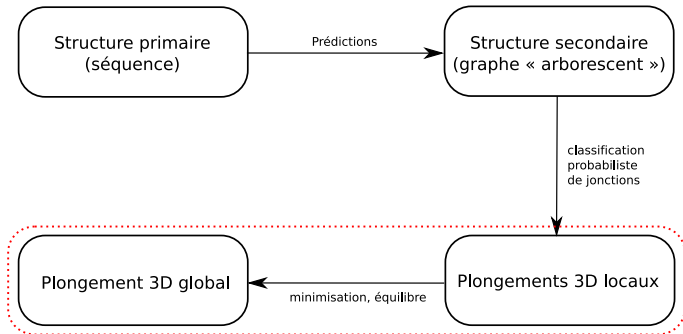 Structure primaire
(séquence)
Prédictions
Structure secondaire
(graphe « arborescent »)
classification
probabiliste
de jonctions
Plongement 3D global
minimisation, équilibre
Plongements 3D locaux